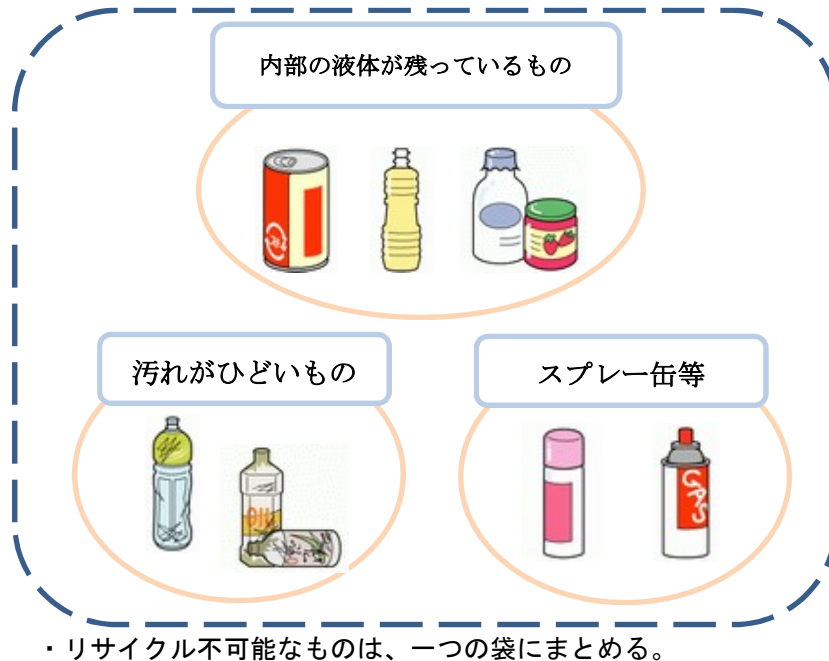 内部の液体が残っているもの
汚れがひどいもの
スプレー缶等
OIL
GAS
・リサイクル不可能なものは、一つの袋にまとめる。